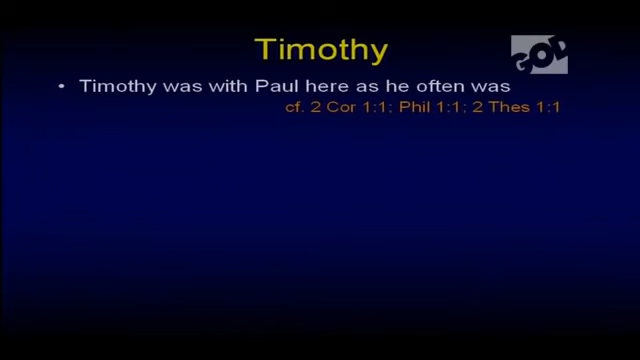 Timothy
GOD
• Timothy was with Paul here as he often was
cf. 2 Cor 1:1; Phil 1:1; 2 Thes 1:1